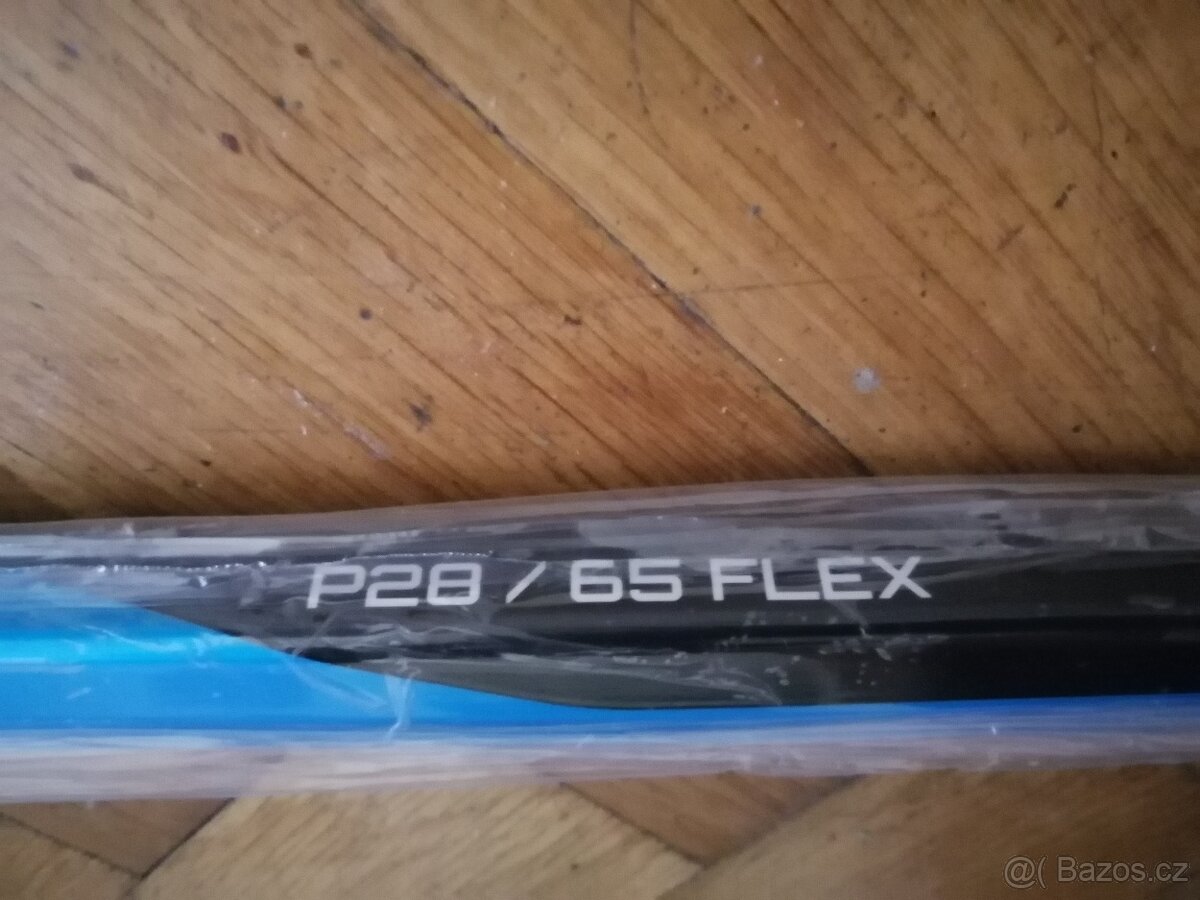 P28 / 65 FLEX
@( Bazos.cz